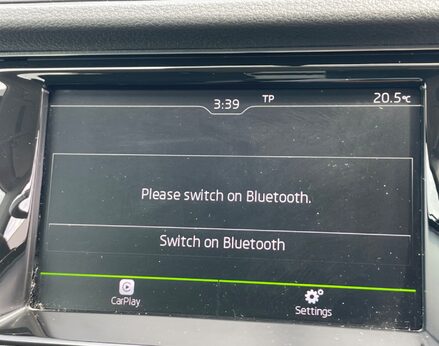 3:39 TP 20.5°C
Please switch on Bluetooth.
Switch on Bluetooth
CarPlay
Settings